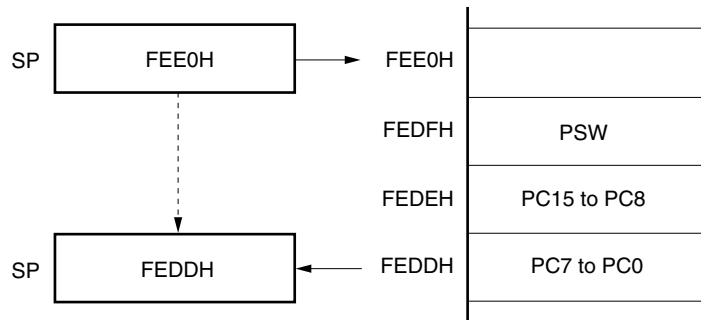 SP FEE0H FEE0H
FEDFH PSW
FEDEH PC15 to PC8
SP FEDDH FEDDH PC7 to PC0